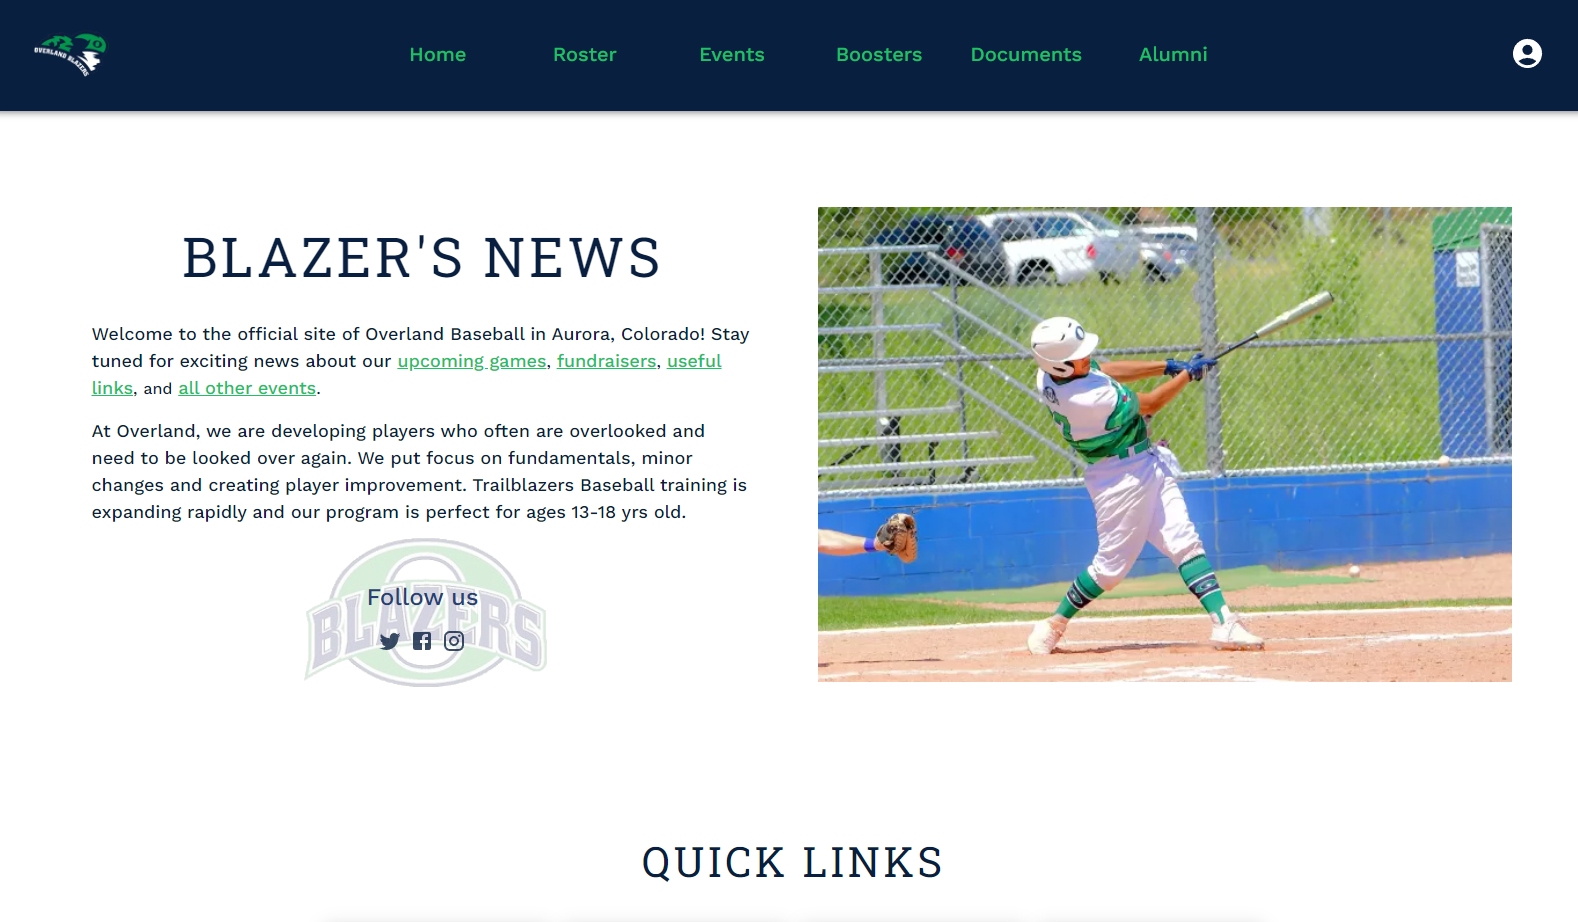 OVERLAND BLAZERS
Home Roster Events Boosters Documents Alumni
BLAZER'S NEWS
Welcome to the official site of Overland Baseball in Aurora, Colorado! Stay
tuned for exciting news about our upcoming games, fundraisers, useful
links, and all other events.
At Overland, we are developing players who often are overlooked and
need to be looked over again. We put focus on fundamentals, minor
changes and creating player improvement. Trailblazers Baseball training is
expanding rapidly and our program is perfect for ages 13-18 yrs old.
BLAZERS
Follow us
QUICK LINKS